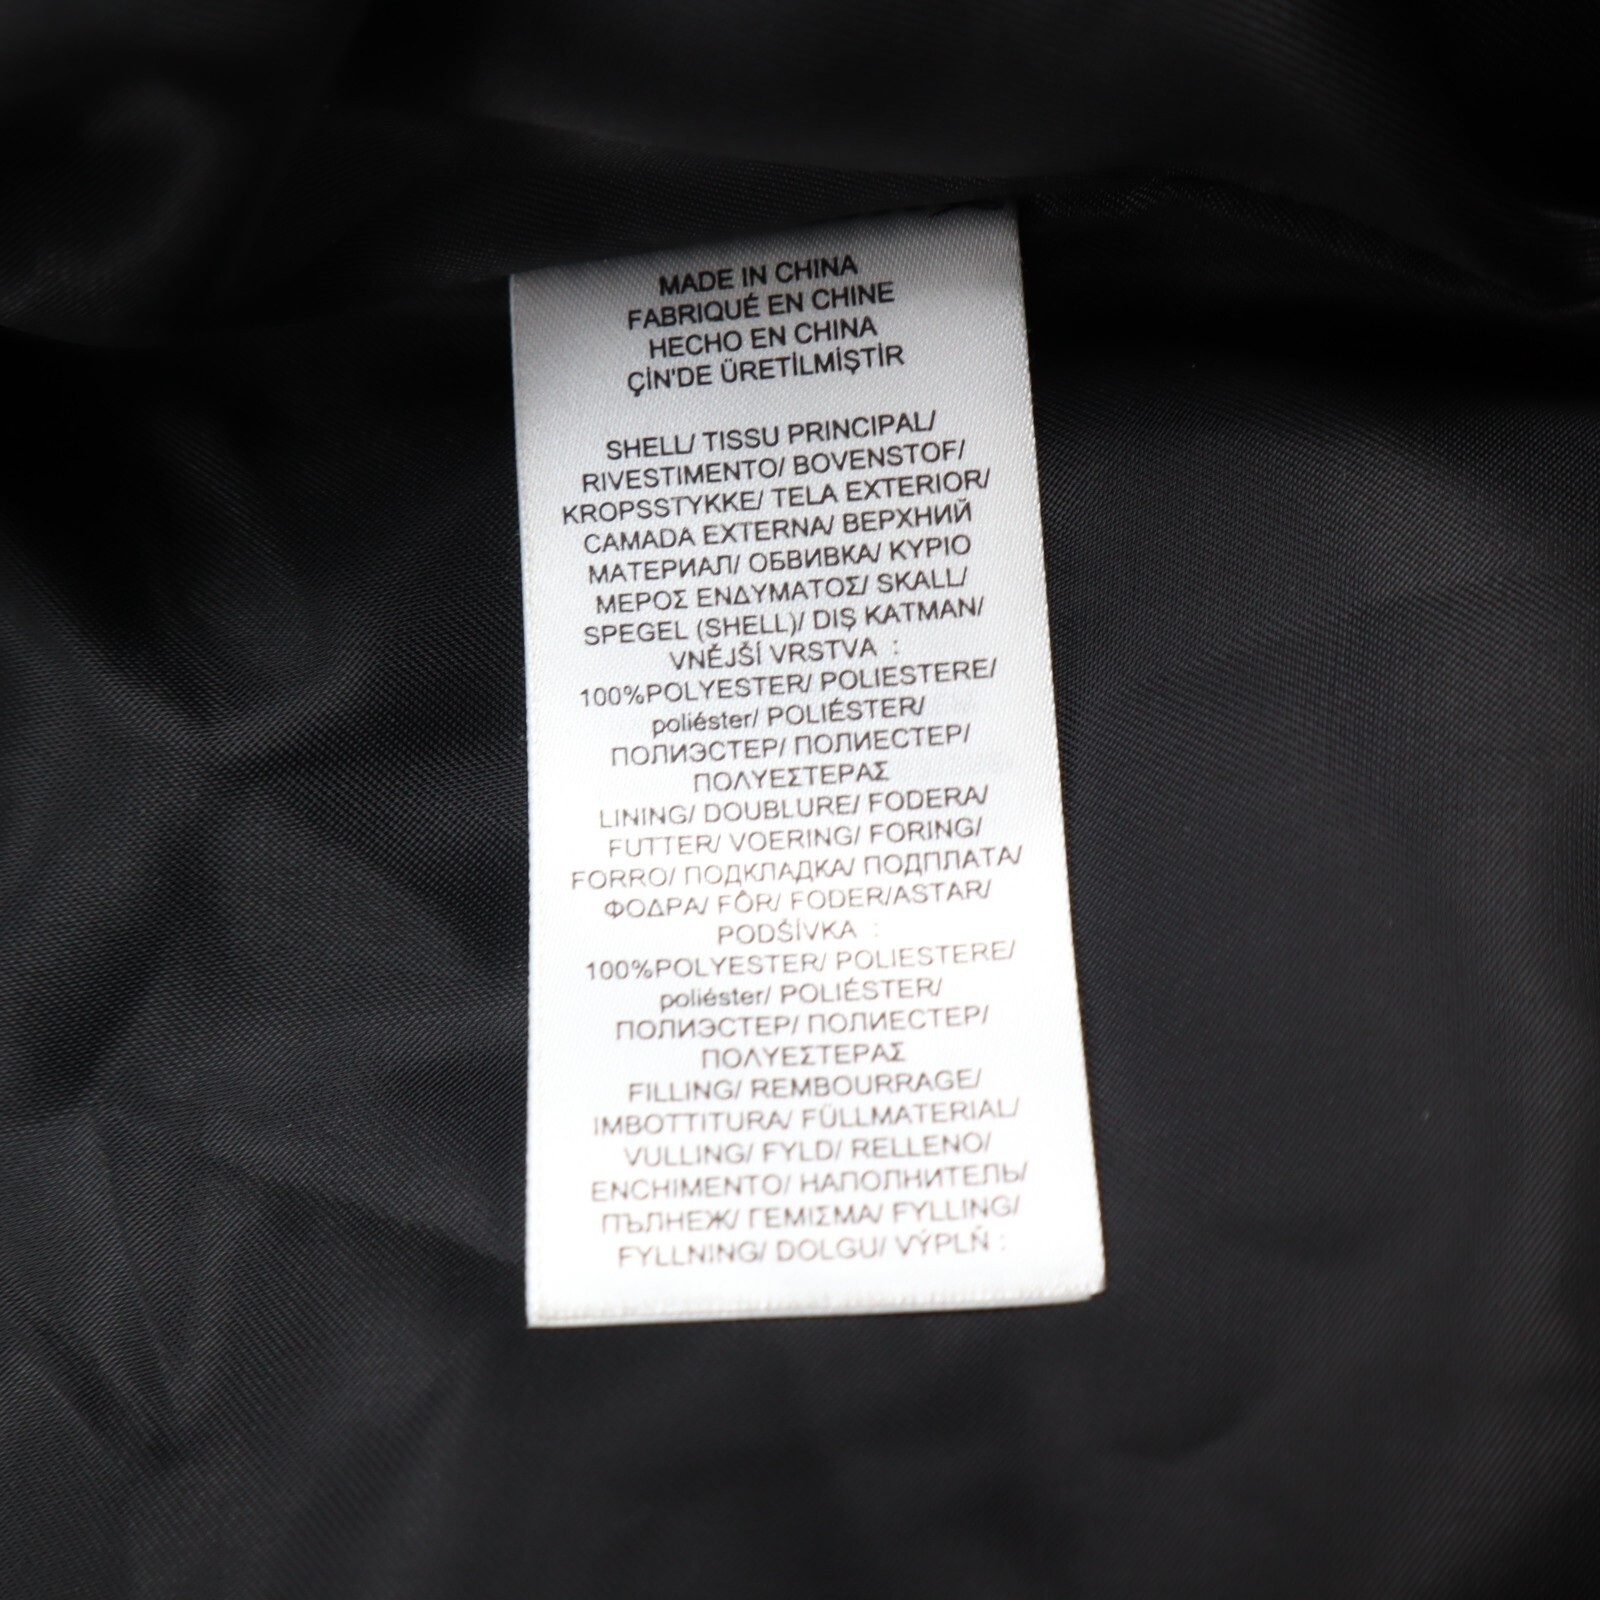 MADE IN CHINA
FABRIQUÉ EN CHINE
HECHO EN CHINA
ÇİN'DE ÜRETİLMİŞTİR
SHELL/ TISSU PRINCIPAL/
RIVESTIMENTO/ BOVENSTOF/
KROPSSTYKKE/ TELA EXTERIOR/
CAMADA EXTERNA/ ВЕРХНИЙ
МАТЕРИАЛ/ ОБВИВКА/ ΚΥΡΙΟ
ΜΕΡΟΣ ΕΝΔΥΜΑΤΟΣ/ SKALL/
SPEGEL (SHELL)/ DIŞ KATMAN/
VNĚJŠÍ VRSTVA :
100%POLYESTER/ POLIESTERE/
poliéster/ POLIÉSTER/
ПОЛИЭСТЕР/ ПОЛИЕСТЕР/
ΠΟΛΥΕΣΤΕΡΑΣ
LINING/ DOUBLURE/ FODERA/
FUTTER/ VOERING/ FORING/
FORRO/ ПОДКЛАДКА/ ПОДПЛАТА/
ΦΟΔΡΑ/ FÔR/ FODER/ASTAR/
PODŠÍVKA :
100%POLYESTER/ POLIESTERE/
poliéster/ POLIÉSTER/
ПОЛИЭСТЕР/ ПОЛИЕСТЕР/
ΠΟΛΥΕΣΤΕΡΑΣ
FILLING/ REMBOURRAGE/
IMBOTTITURA/ FÜLLMATERIAL/
VULLING/ FYLD/ RELLENO/
ENCHIMENTO/ НАПОЛНИТЕЛЬ/
ПЪЛНЕЖ/ ΓΕΜΙΣΜΑ/ FYLLING/
FYLLNING/ DOLGU/ VÝPLŇ :